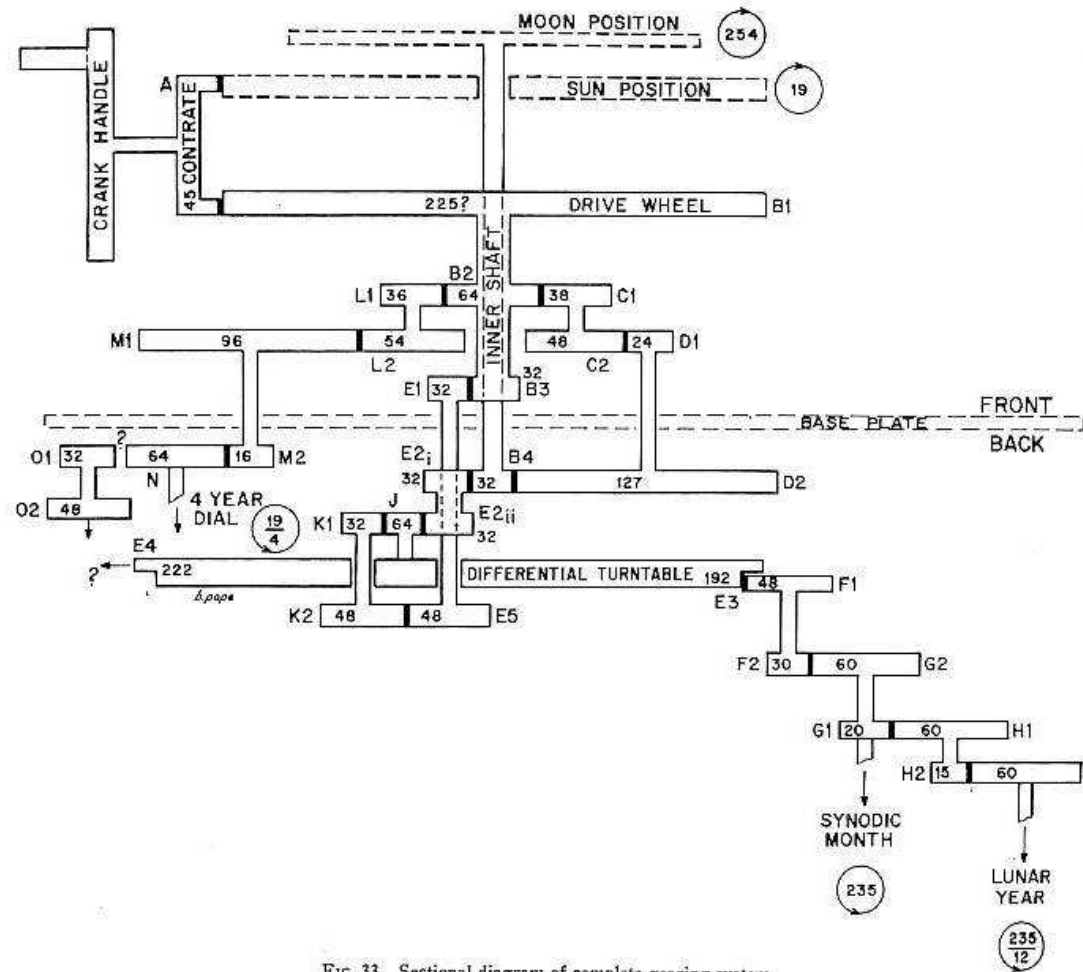 MOON POSITION
254
A
SUN POSITION
19
CRANK HANDLE
45 CONTRATE
225?
DRIVE WHEEL
B1
INNER SHAFT
B2
L1
36
64
38
C1
M1
96
54
L2
48
C2
24
D1
E1
32
32
B3
FRONT
BASE PLATE
BACK
?
O1
32
64
N
16
M2
E2i
32
B4
32
127
D2
O2
48
4 YEAR
DIAL
19
4
K1
32
J
64
E2ii
32
E4
?
222
b. pope
DIFFERENTIAL TURNTABLE
192
E3
48
F1
K2
48
48
E5
F2
30
60
G2
G1
20
60
H1
H2
15
60
SYNODIC
MONTH
235
LUNAR
YEAR
235
12
FIG. 33. Sectional diagram of complete gearing system